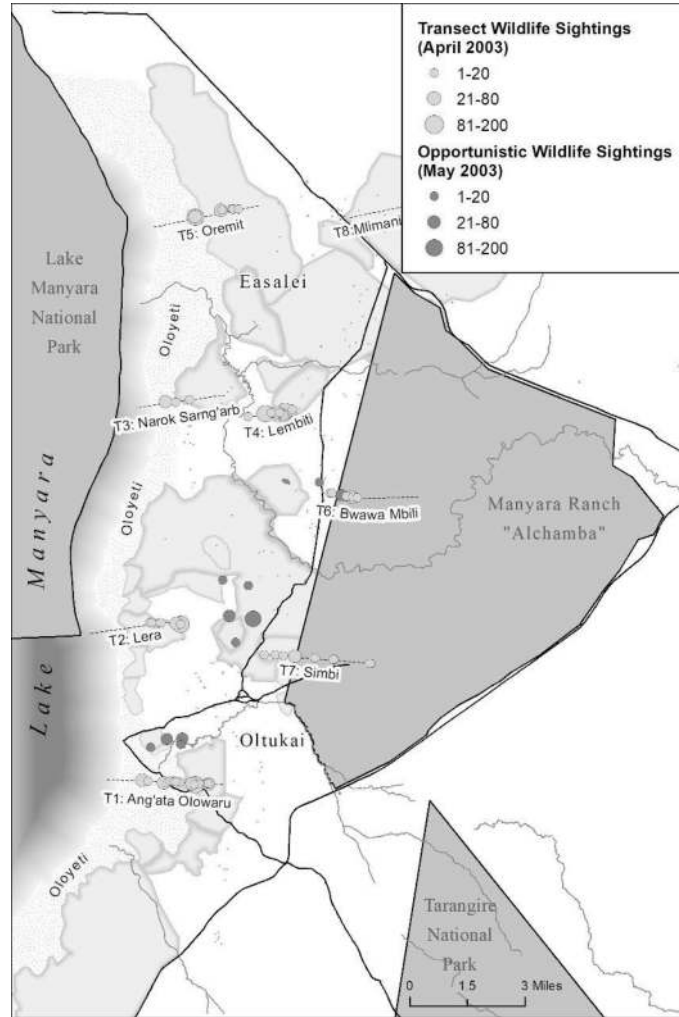 Transect Wildlife Sightings
(April 2003)
1-20
21-80
81-200
Opportunistic Wildlife Sightings
(May 2003)
1-20
21-80
81-200
T5: Oremit
T8:Mlimani
Lake
Manyara
National
Park
Easalei
Oloyeti
T3: Narok Sarng'arb
T4: Lembiti
T6: Bwawa Mbili
Manyara Ranch
"Alchamba"
Oloyeti
Lake Manyara
T2: Lera
T7: Simbi
Oltukai
T1: Ang'ata Olowaru
Oloyeti
Tarangire
National
Park
0 1.5 3 Miles